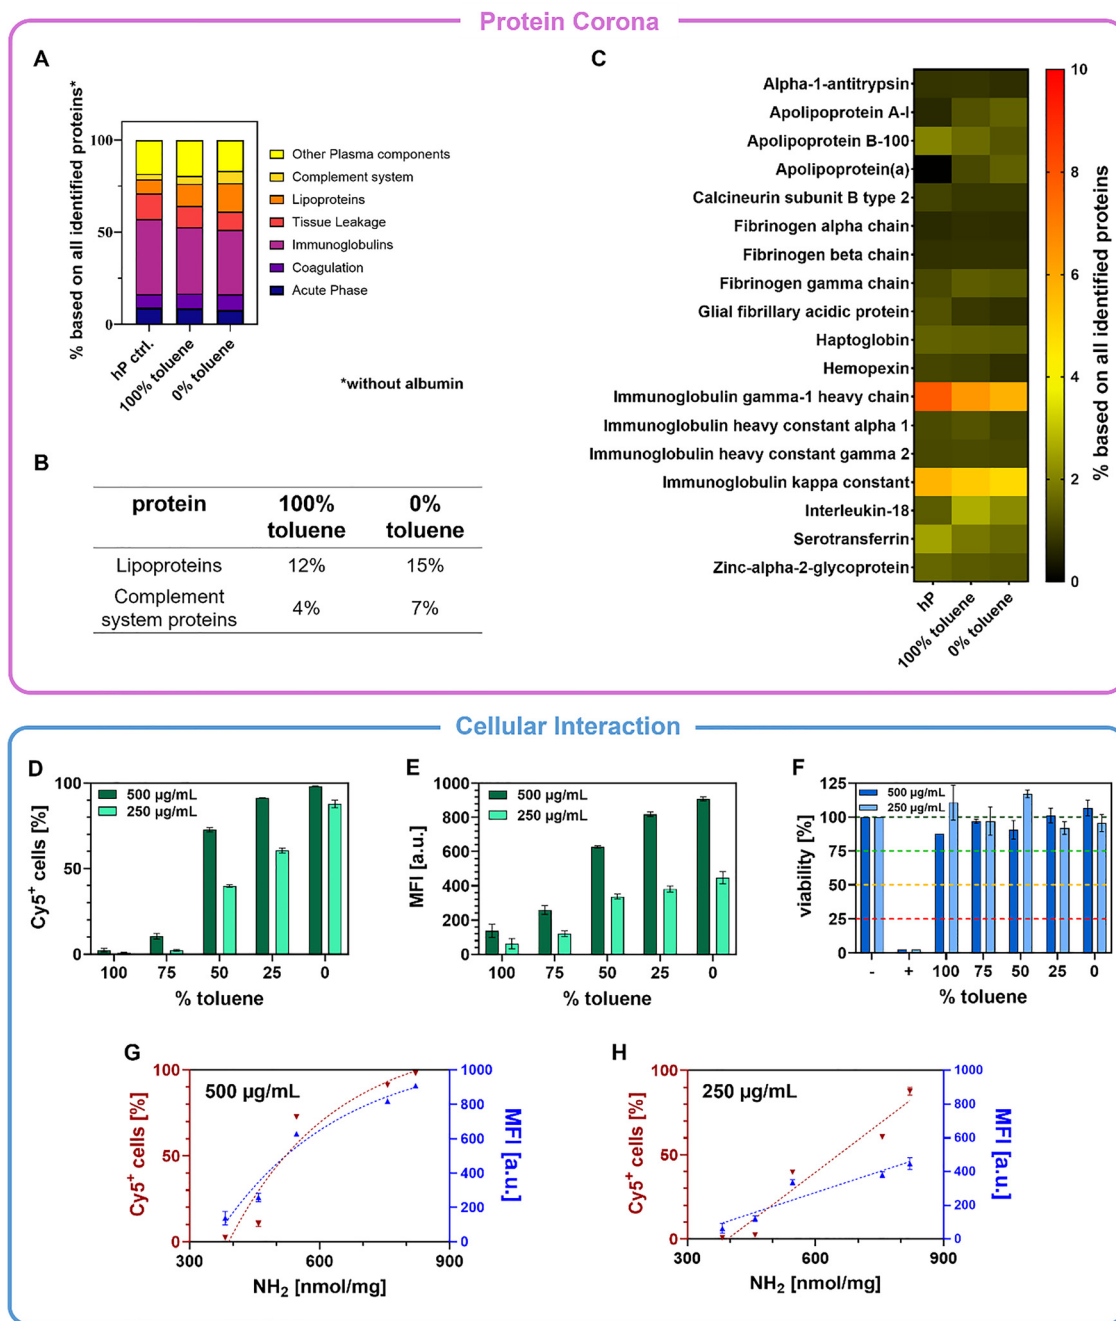 Protein Corona
A
% based on all identified proteins*
100
50
0
hP ctrl.
100% toluene
0% toluene
Other Plasma components
Complement system
Lipoproteins
Tissue Leakage
Immunoglobulins
Coagulation
Acute Phase
*without albumin
B
protein 100% toluene 0% toluene
Lipoproteins 12% 15%
Complement system proteins 4% 7%
C
Alpha-1-antitrypsin
Apolipoprotein A-I
Apolipoprotein B-100
Apolipoprotein(a)
Calcineurin subunit B type 2
Fibrinogen alpha chain
Fibrinogen beta chain
Fibrinogen gamma chain
Glial fibrillary acidic protein
Haptoglobin
Hemopexin
Immunoglobulin gamma-1 heavy chain
Immunoglobulin heavy constant alpha 1
Immunoglobulin heavy constant gamma 2
Immunoglobulin kappa constant
Interleukin-18
Serotransferrin
Zinc-alpha-2-glycoprotein
hP
100% toluene
0% toluene
10
8
6
4
2
0
% based on all identified proteins
Cellular Interaction
D
Cy5+ cells [%]
100
50
0
500 µg/mL
250 µg/mL
100 75 50 25 0
% toluene
E
MFI [a.u.]
1000
800
600
400
200
0
500 µg/mL
250 µg/mL
100 75 50 25 0
% toluene
F
viability [%]
125
100
75
50
25
0
500 µg/mL
250 µg/mL
- + 100 75 50 25 0
% toluene
G
500 µg/mL
Cy5+ cells [%]
100
50
0
1000
800
600
400
200
0
MFI [a.u.]
300 600 900
NH2 [nmol/mg]
H
250 µg/mL
Cy5+ cells [%]
100
50
0
1000
800
600
400
200
0
MFI [a.u.]
300 600 900
NH2 [nmol/mg]